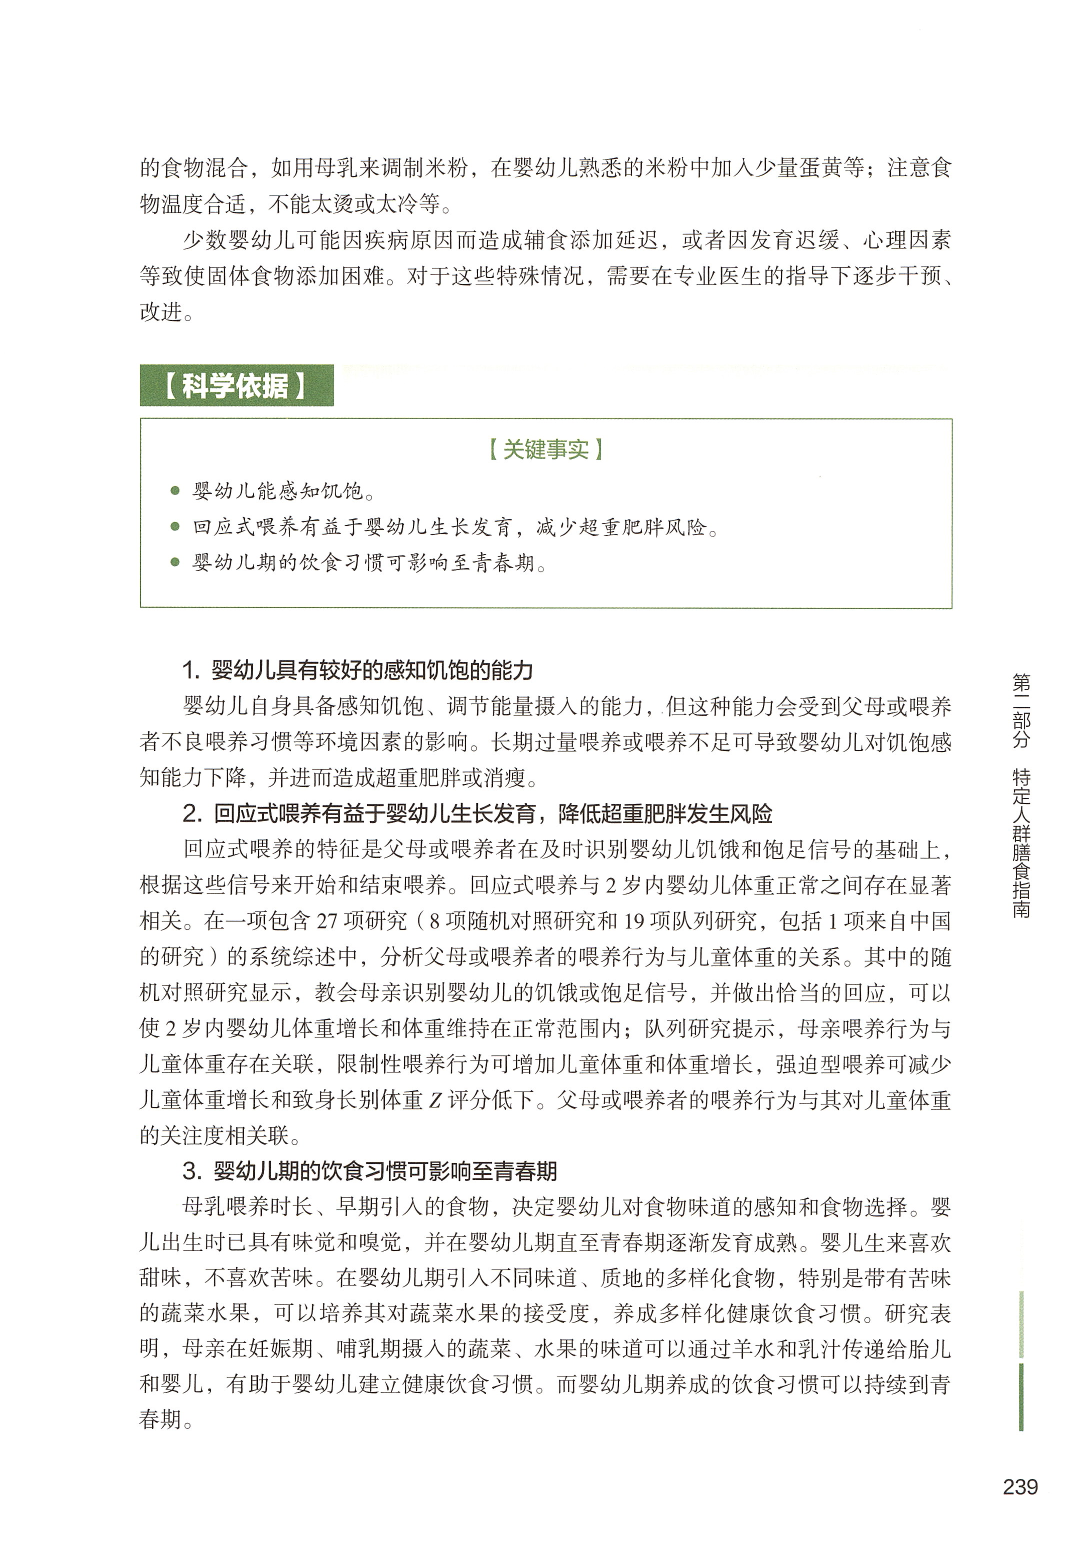 的食物混合，如用母乳来调制米粉，在婴幼儿熟悉的米粉中加入少量蛋黄等；注意食
物温度合适，不能太烫或太冷等。
少数婴幼儿可能因疾病原因而造成辅食添加延迟，或者因发育迟缓、心理因素
等致使固体食物添加困难。对于这些特殊情况，需要在专业医生的指导下逐步干预、
改进。
【科学依据】
【关键事实】
● 婴幼儿能感知饥饱。
● 回应式喂养有益于婴幼儿生长发育，减少超重肥胖风险。
● 婴幼儿期的饮食习惯可影响至青春期。
1. 婴幼儿具有较好的感知饥饱的能力
婴幼儿自身具备感知饥饱、调节能量摄入的能力，但这种能力会受到父母或喂养
者不良喂养习惯等环境因素的影响。长期过量喂养或喂养不足可导致婴幼儿对饥饱感
知能力下降，并进而造成超重肥胖或消瘦。
2. 回应式喂养有益于婴幼儿生长发育，降低超重肥胖发生风险
回应式喂养的特征是父母或喂养者在及时识别婴幼儿饥饿和饱足信号的基础上，
根据这些信号来开始和结束喂养。回应式喂养与 2 岁内婴幼儿体重正常之间存在显著
相关。在一项包含 27 项研究（8 项随机对照研究和 19 项队列研究，包括 1 项来自中国
的研究）的系统综述中，分析父母或喂养者的喂养行为与儿童体重的关系。其中的随
机对照研究显示，教会母亲识别婴幼儿的饥饿或饱足信号，并做出恰当的回应，可以
使 2 岁内婴幼儿体重增长和体重维持在正常范围内；队列研究提示，母亲喂养行为与
儿童体重存在关联，限制性喂养行为可增加儿童体重和体重增长，强迫型喂养可减少
儿童体重增长和致身长别体重 Z 评分低下。父母或喂养者的喂养行为与其对儿童体重
的关注度相关联。
3. 婴幼儿期的饮食习惯可影响至青春期
母乳喂养时长、早期引入的食物，决定婴幼儿对食物味道的感知和食物选择。婴
儿出生时已具有味觉和嗅觉，并在婴幼儿期直至青春期逐渐发育成熟。婴儿生来喜欢
甜味，不喜欢苦味。在婴幼儿期引入不同味道、质地的多样化食物，特别是带有苦味
的蔬菜水果，可以培养其对蔬菜水果的接受度，养成多样化健康饮食习惯。研究表
明，母亲在妊娠期、哺乳期摄入的蔬菜、水果的味道可以通过羊水和乳汁传递给胎儿
和婴儿，有助于婴幼儿建立健康饮食习惯。而婴幼儿期养成的饮食习惯可以持续到青
春期。
第二部分 特定人群膳食指南
239